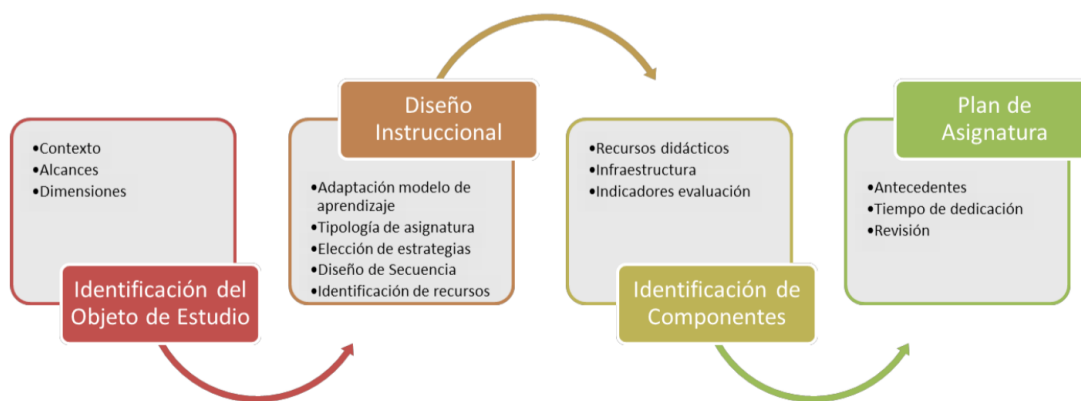 •Contexto
•Alcances
•Dimensiones
Identificación del
Objeto de Estudio
Diseño
Instruccional
•Adaptación modelo de
aprendizaje
•Tipología de asignatura
•Elección de estrategias
•Diseño de Secuencia
•Identificación de recursos
•Recursos didácticos
•Infraestructura
•Indicadores evaluación
Identificación de
Componentes
Plan de
Asignatura
•Antecedentes
•Tiempo de dedicación
•Revisión